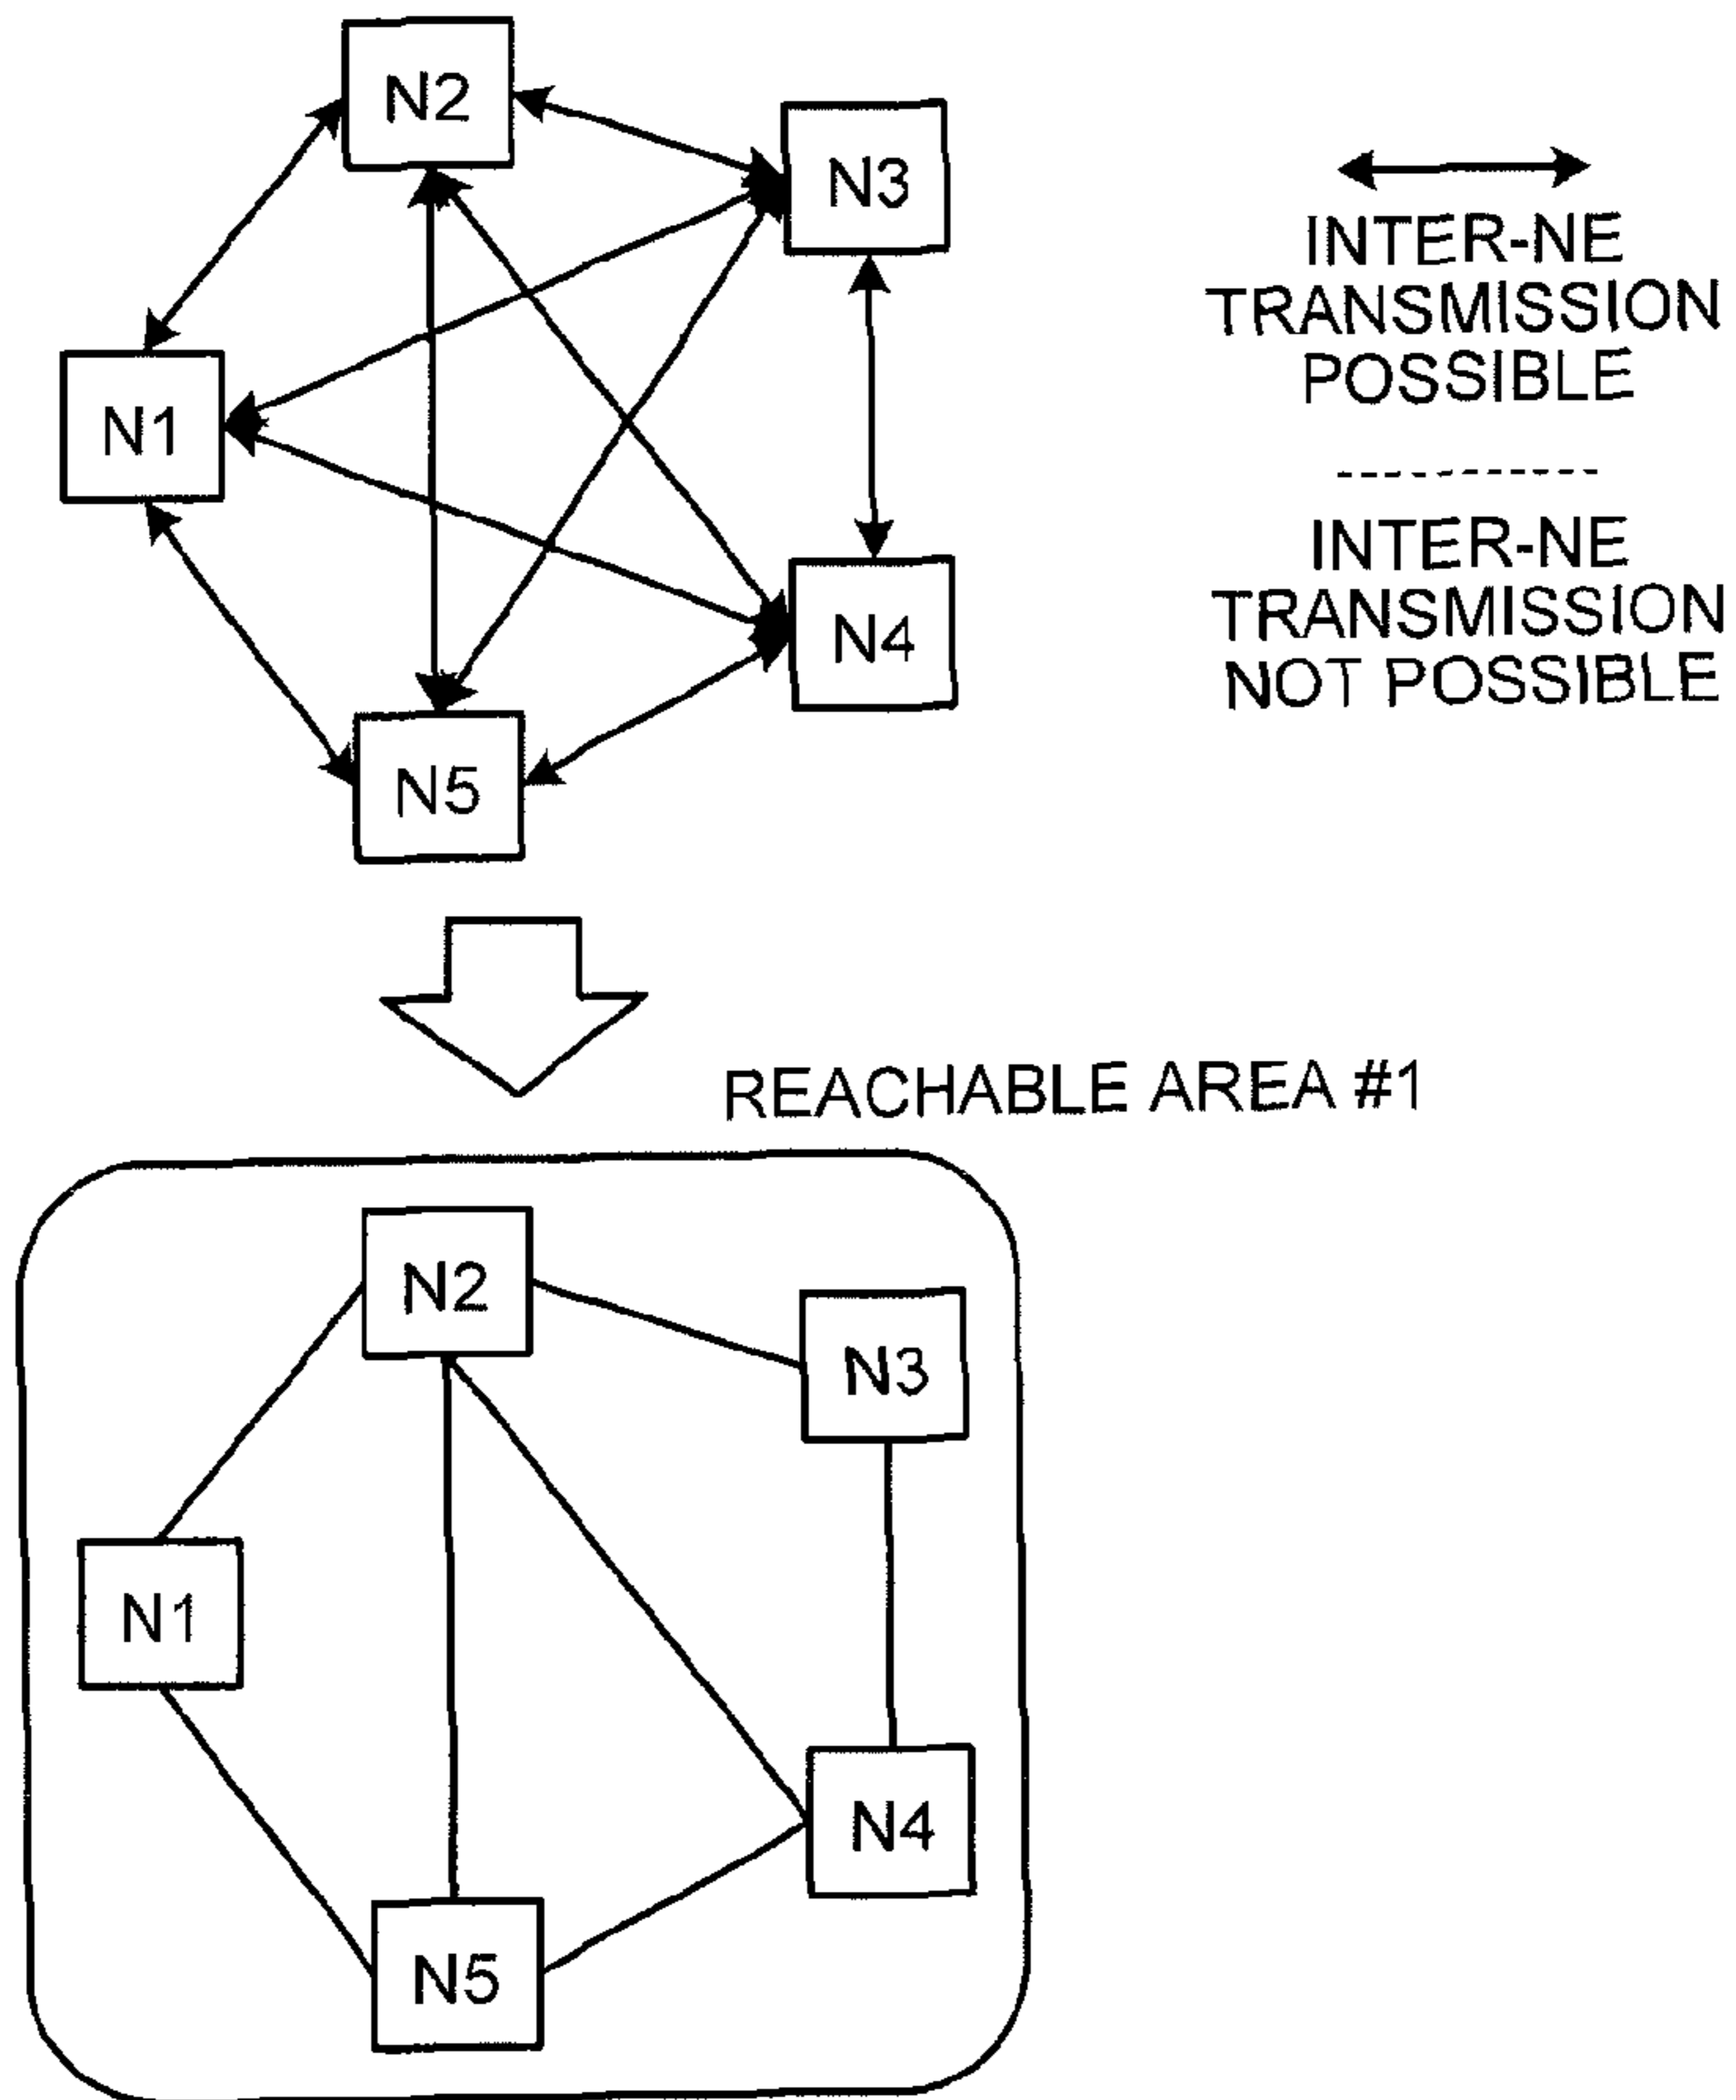 N2
N3
N1
N4
N5
INTER-NE
TRANSMISSION
POSSIBLE
INTER-NE
TRANSMISSION
NOT POSSIBLE
REACHABLE AREA #1
N2
N3
N1
N4
N5